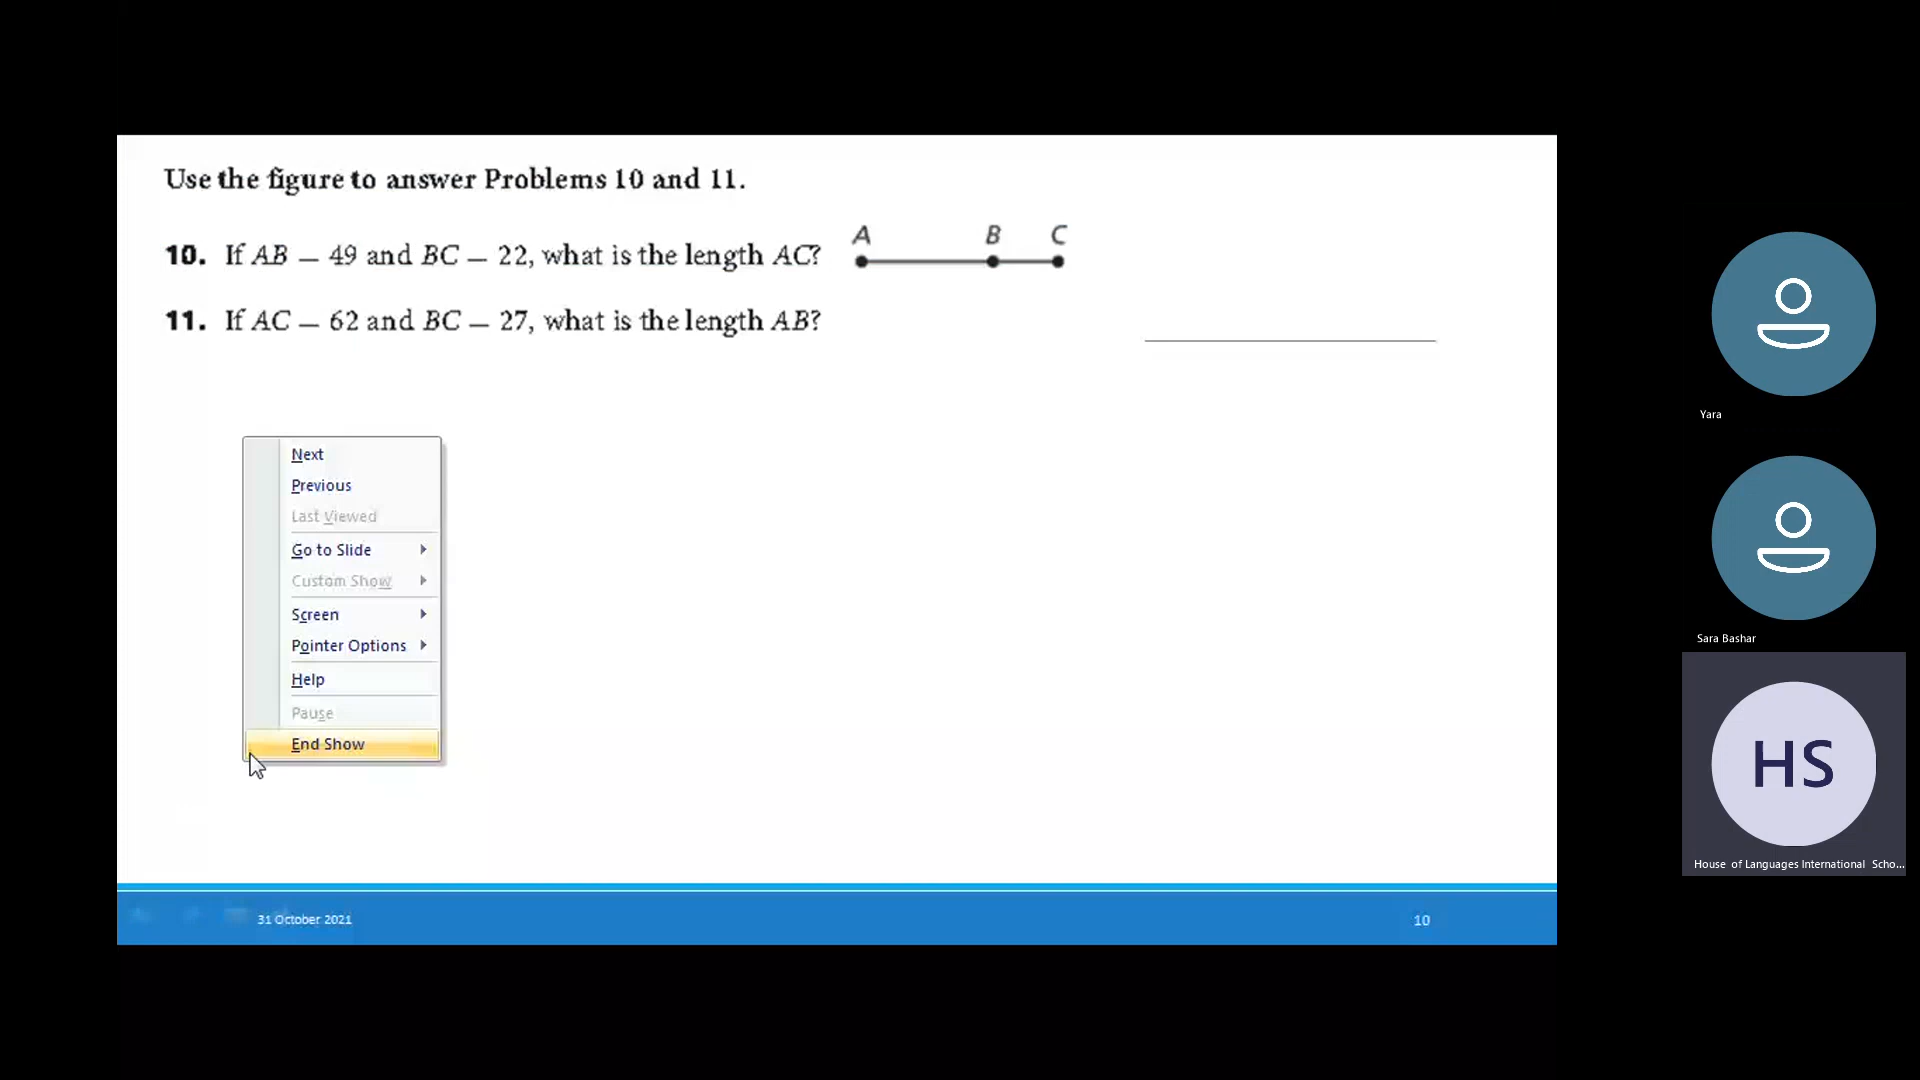 Use the figure to answer Problems 10 and 11.
A B C
10. If AB — 49 and BC — 22, what is the length AC?
11. If AC — 62 and BC — 27, what is the length AB?
Next
Previous
Last Viewed
Go to Slide
Custom Show
Screen
Pointer Options
Help
Pause
End Show
31 October 2021
10
Yara
Sara Bashar
HS
House of Languages International Scho...